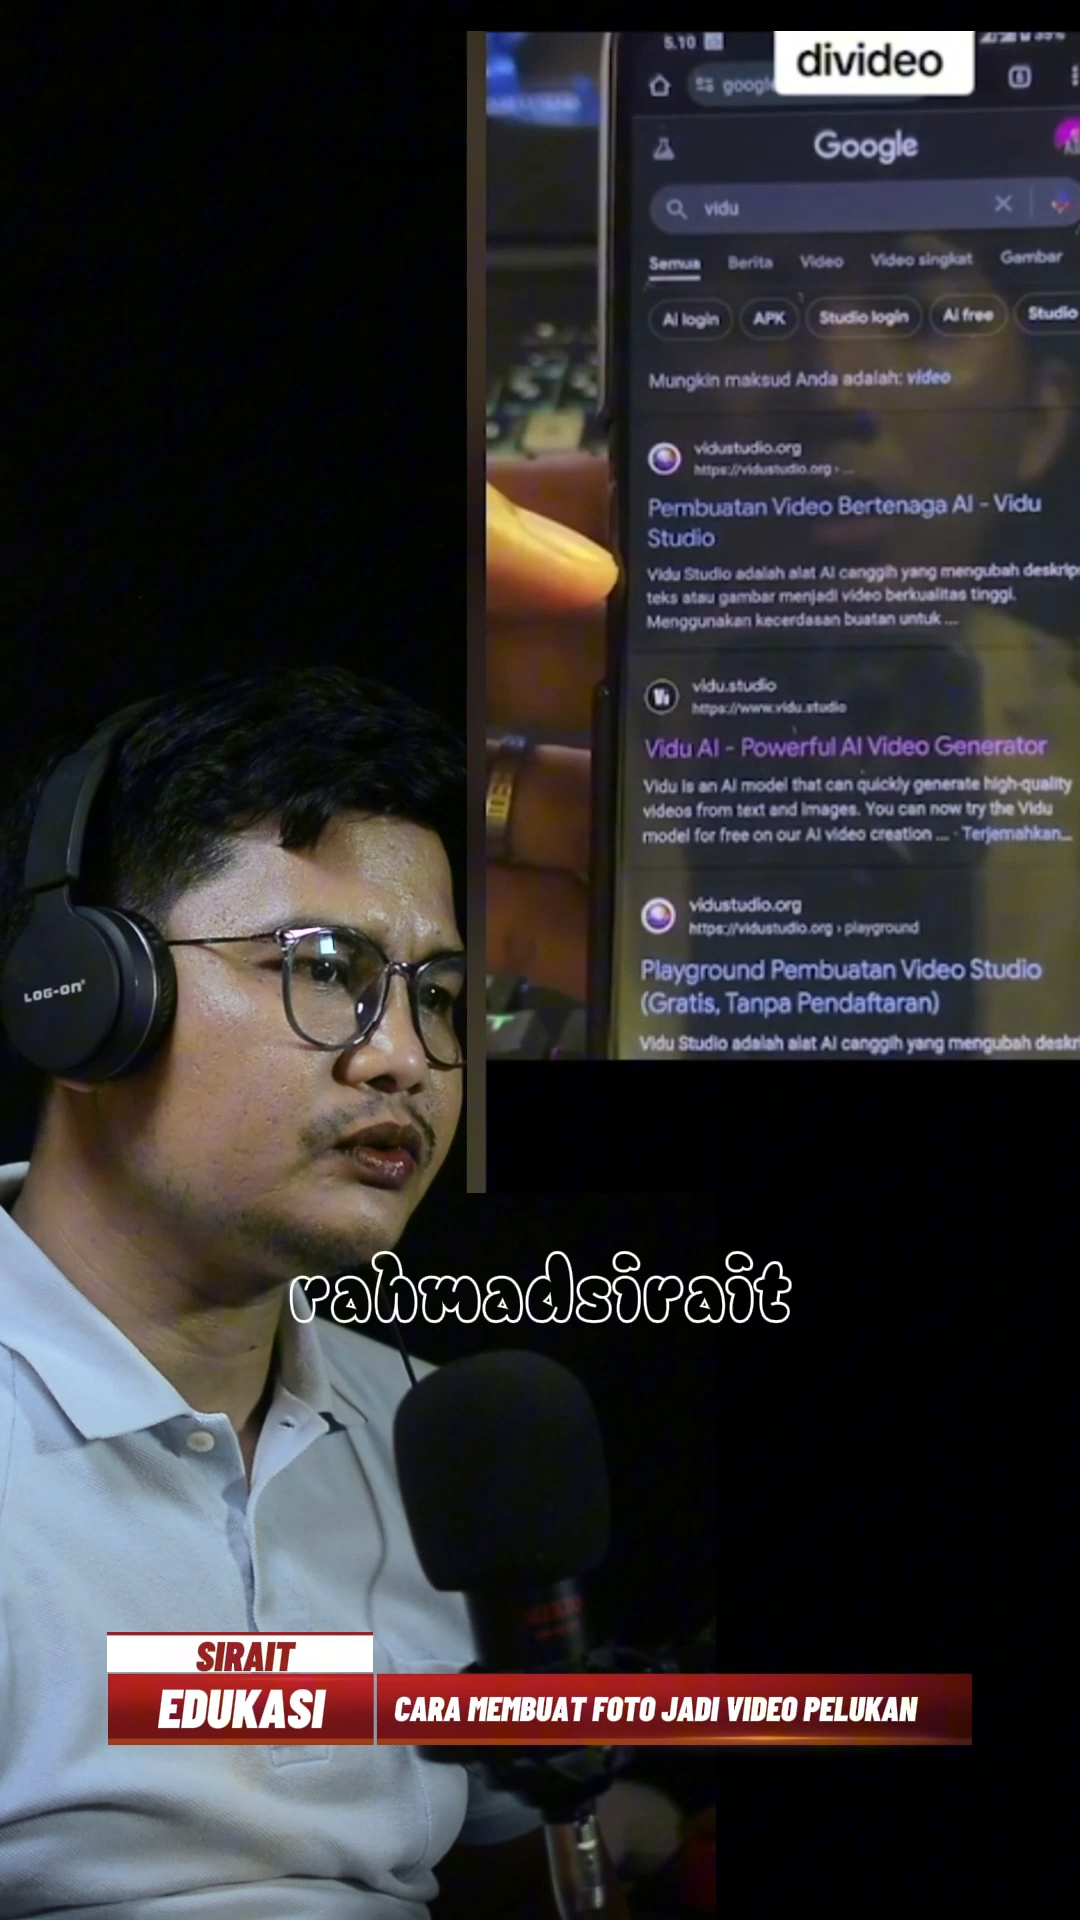 divideo
5.10
google
Google
vidu
Semua Berita Video Video singkat Gambar
AI login APK Studio login AI free Studio
Mungkin maksud Anda adalah: video
vidustudio.org
https://vidustudio.org › ...
Pembuatan Video Bertenaga AI - Vidu
Studio
Vidu Studio adalah alat AI canggih yang mengubah deskrips
teks atau gambar menjadi video berkualitas tinggi.
Menggunakan kecerdasan buatan untuk ...
vidu.studio
https://www.vidu.studio
Vidu AI - Powerful AI Video Generator
Vidu is an AI model that can quickly generate high-quality
videos from text and images. You can now try the Vidu
model for free on our AI video creation ... · Terjemahkan...
vidustudio.org
https://vidustudio.org › playground
Playground Pembuatan Video Studio
(Gratis, Tanpa Pendaftaran)
Vidu Studio adalah alat AI canggih yang mengubah deskri
LOG-ON
rahmadsirait
SIRAIT
EDUKASI
CARA MEMBUAT FOTO JADI VIDEO PELUKAN